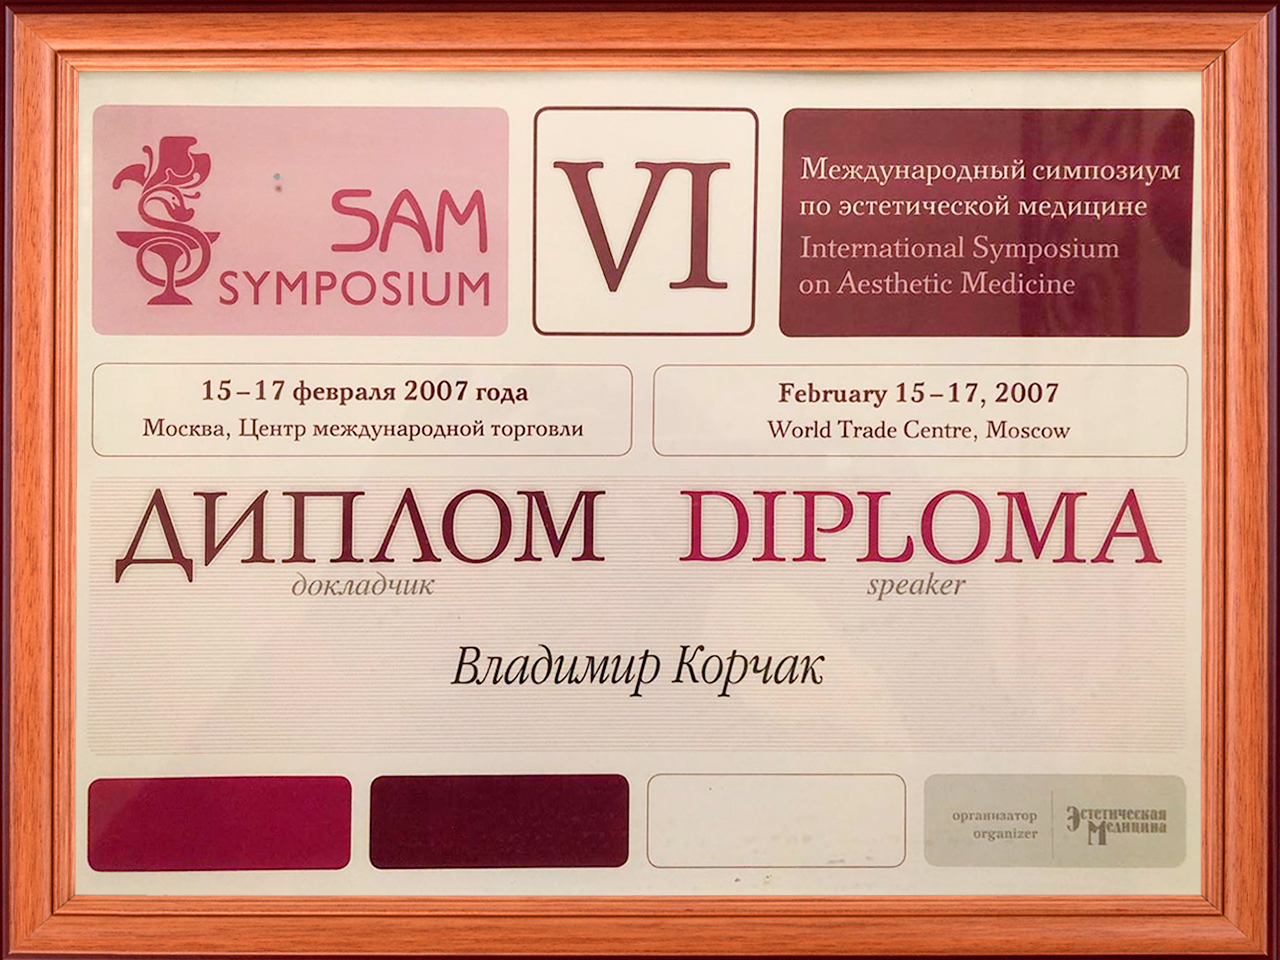 SAM
SYMPOSIUM
VI
Международный симпозиум
по эстетической медицине
International Symposium
on Aesthetic Medicine
15–17 февраля 2007 года
Москва, Центр международной торговли
February 15–17, 2007
World Trade Centre, Moscow
ДИПЛОМ
докладчик
DIPLOMA
speaker
Владимир Корчак
организатор
organizer
Эстетическая
Медицина